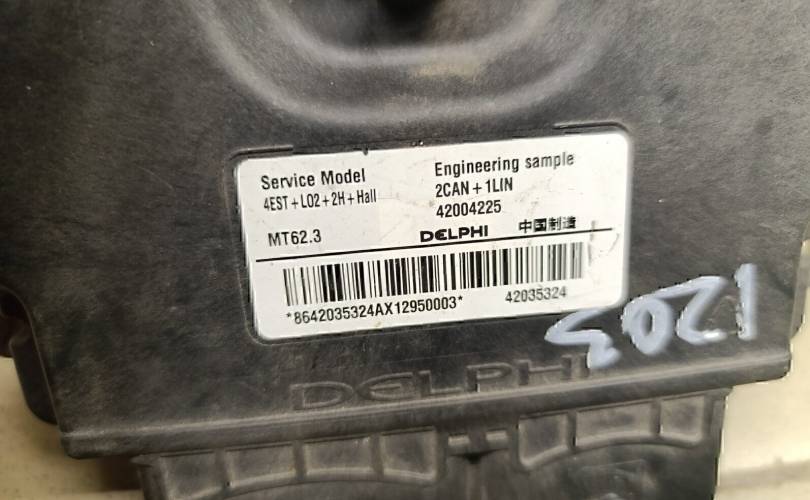 Service Model
Engineering sample
4EST+LO2+2H+Hall
2CAN+1LIN
42004225
MT62.3
DELPHI
中国制造
*8642035324AX12950003*
42035324
1203
DELPHI